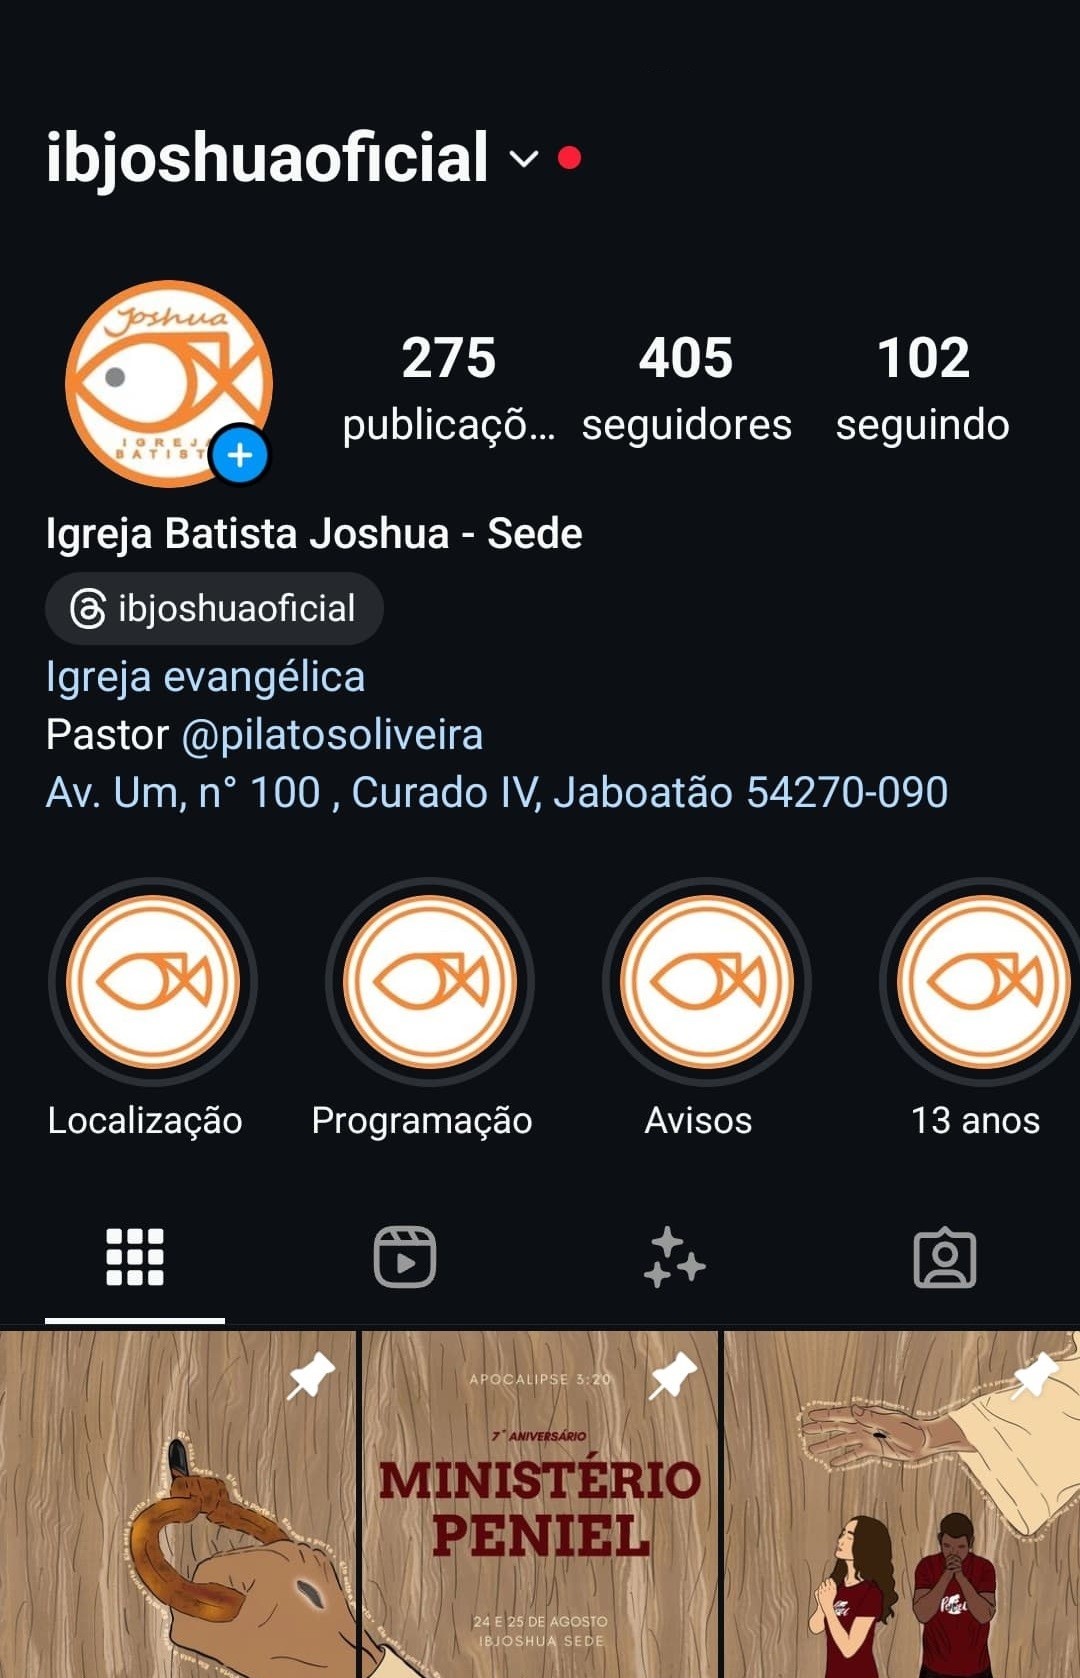 ibjoshuaoficial
Joshua
IGREJA
BATIST
275
405
102
publicaçõ...
seguidores
seguindo
Igreja Batista Joshua - Sede
ibjoshuaoficial
Igreja evangélica
Pastor @pilatosoliveira
Av. Um, n° 100 , Curado IV, Jaboatão 54270-090
Localização
Programação
Avisos
13 anos
APOCALIPSE 3:20
7° ANIVERSÁRIO
MINISTÉRIO
PENIEL
24 E 25 DE AGOSTO
IBJOSHUA SEDE
Peniel